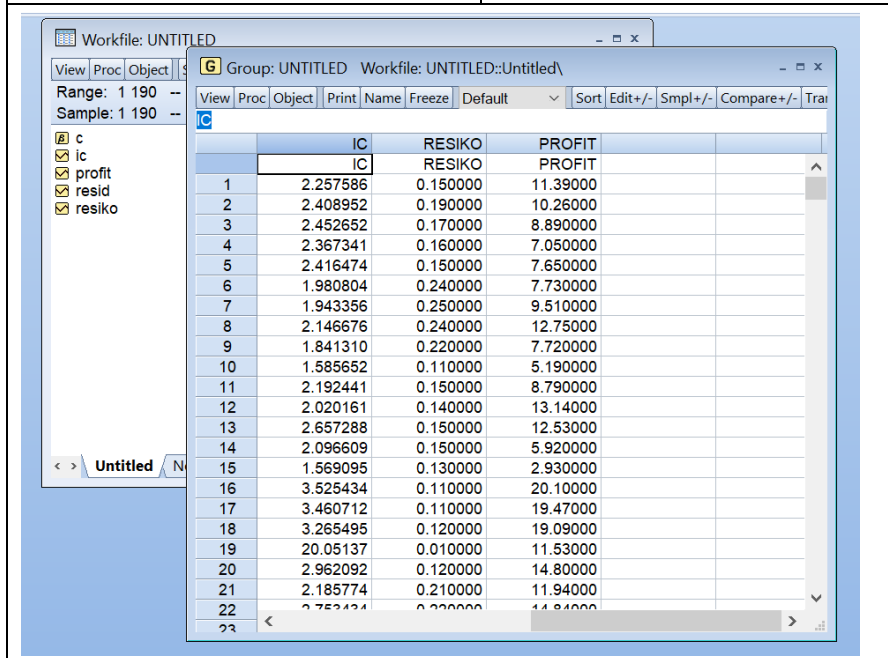 Workfile: UNTITLED
View Proc Object
Range: 1 190 --
Sample: 1 190 --
c
ic
profit
resid
resiko
Untitled
Group: UNTITLED Workfile: UNTITLED::Untitled\
View Proc Object Print Name Freeze Default Sort Edit+/- Smpl+/- Compare+/-
IC
IC RESIKO PROFIT
IC RESIKO PROFIT
1 2.257586 0.150000 11.39000
2 2.408952 0.190000 10.26000
3 2.452652 0.170000 8.890000
4 2.367341 0.160000 7.050000
5 2.416474 0.150000 7.650000
6 1.980804 0.240000 7.730000
7 1.943356 0.250000 9.510000
8 2.146676 0.240000 12.75000
9 1.841310 0.220000 7.720000
10 1.585652 0.110000 5.190000
11 2.192441 0.150000 8.790000
12 2.020161 0.140000 13.14000
13 2.657288 0.150000 12.53000
14 2.096609 0.150000 5.920000
15 1.569095 0.130000 2.930000
16 3.525434 0.110000 20.10000
17 3.460712 0.110000 19.47000
18 3.265495 0.120000 19.09000
19 20.05137 0.010000 11.53000
20 2.962092 0.120000 14.80000
21 2.185774 0.210000 11.94000
22
23